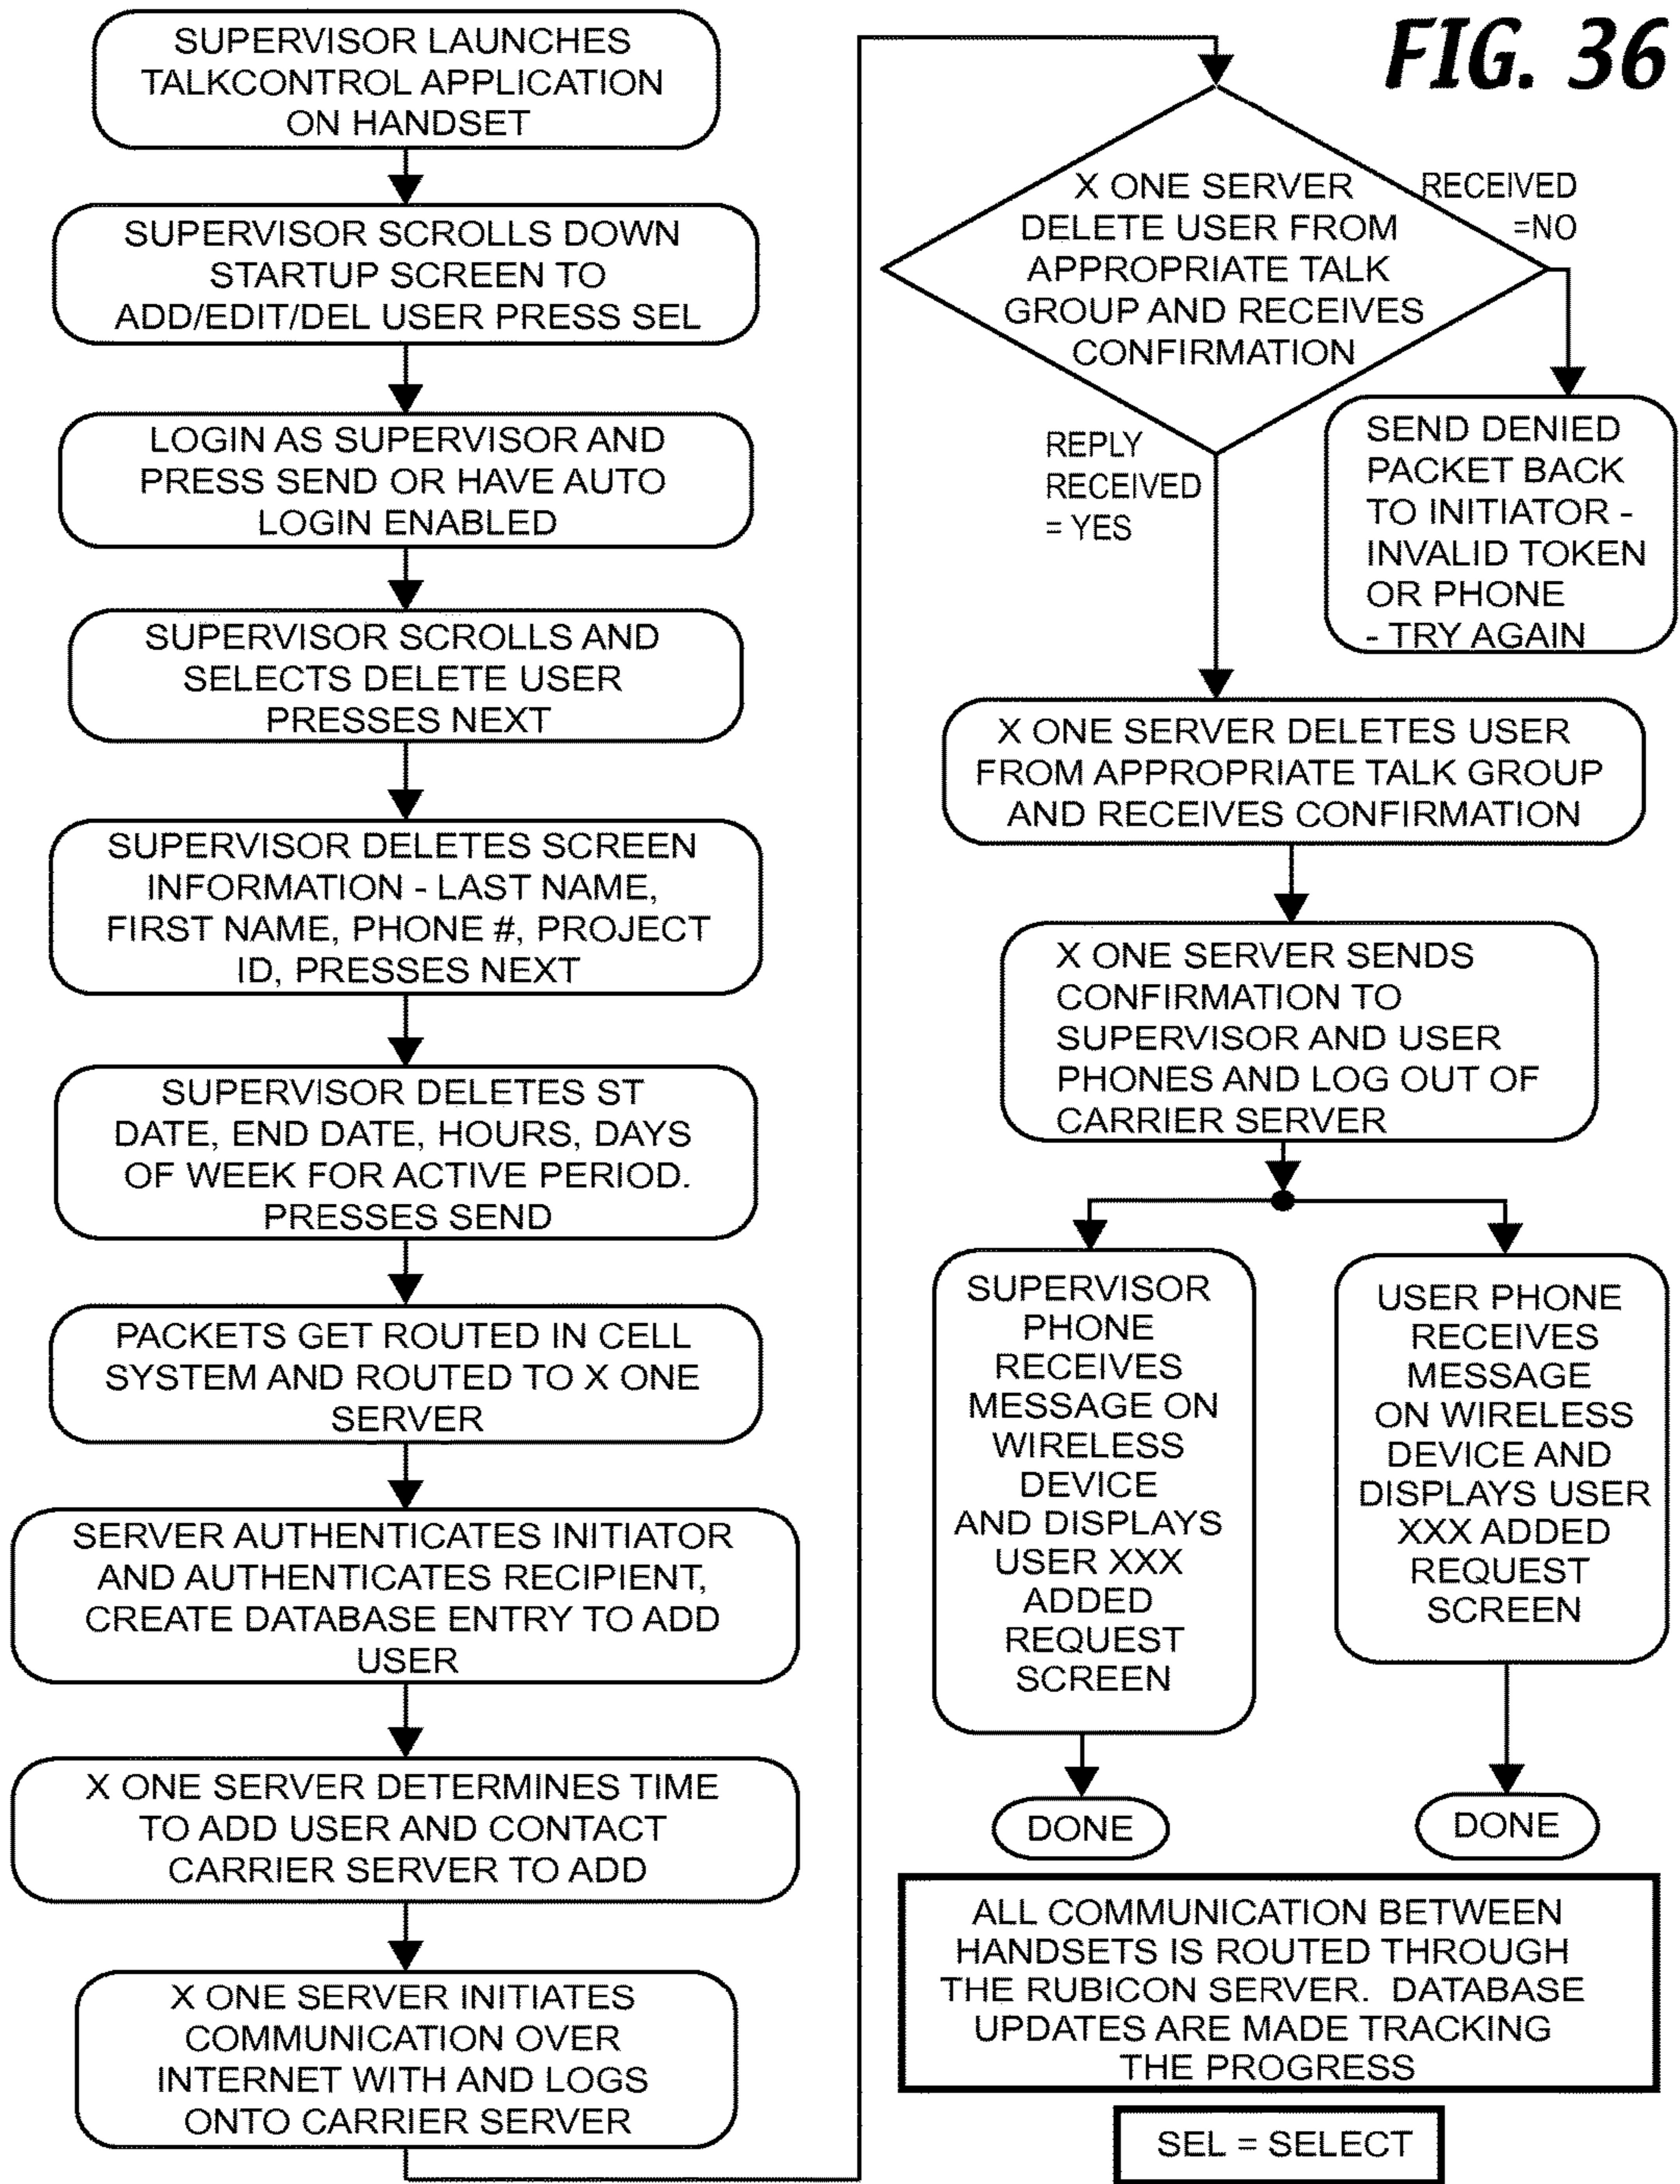 FIG. 36
SUPERVISOR LAUNCHES
TALKCONTROL APPLICATION
ON HANDSET
SUPERVISOR SCROLLS DOWN
STARTUP SCREEN TO
ADD/EDIT/DEL USER PRESS SEL
LOGIN AS SUPERVISOR AND
PRESS SEND OR HAVE AUTO
LOGIN ENABLED
SUPERVISOR SCROLLS AND
SELECTS DELETE USER
PRESSES NEXT
SUPERVISOR DELETES SCREEN
INFORMATION - LAST NAME,
FIRST NAME, PHONE #, PROJECT
ID, PRESSES NEXT
SUPERVISOR DELETES ST
DATE, END DATE, HOURS, DAYS
OF WEEK FOR ACTIVE PERIOD.
PRESSES SEND
PACKETS GET ROUTED IN CELL
SYSTEM AND ROUTED TO X ONE
SERVER
SERVER AUTHENTICATES INITIATOR
AND AUTHENTICATES RECIPIENT,
CREATE DATABASE ENTRY TO ADD
USER
X ONE SERVER DETERMINES TIME
TO ADD USER AND CONTACT
CARRIER SERVER TO ADD
X ONE SERVER INITIATES
COMMUNICATION OVER
INTERNET WITH AND LOGS
ONTO CARRIER SERVER
X ONE SERVER
DELETE USER FROM
APPROPRIATE TALK
GROUP AND RECEIVES
CONFIRMATION
RECEIVED
=NO
SEND DENIED
PACKET BACK
TO INITIATOR -
INVALID TOKEN
OR PHONE
- TRY AGAIN
REPLY
RECEIVED
= YES
X ONE SERVER DELETES USER
FROM APPROPRIATE TALK GROUP
AND RECEIVES CONFIRMATION
X ONE SERVER SENDS
CONFIRMATION TO
SUPERVISOR AND USER
PHONES AND LOG OUT OF
CARRIER SERVER
SUPERVISOR
PHONE
RECEIVES
MESSAGE ON
WIRELESS
DEVICE
AND DISPLAYS
USER XXX
ADDED
REQUEST
SCREEN
DONE
USER PHONE
RECEIVES
MESSAGE
ON WIRELESS
DEVICE AND
DISPLAYS USER
XXX ADDED
REQUEST
SCREEN
DONE
ALL COMMUNICATION BETWEEN
HANDSETS IS ROUTED THROUGH
THE RUBICON SERVER. DATABASE
UPDATES ARE MADE TRACKING
THE PROGRESS
SEL = SELECT